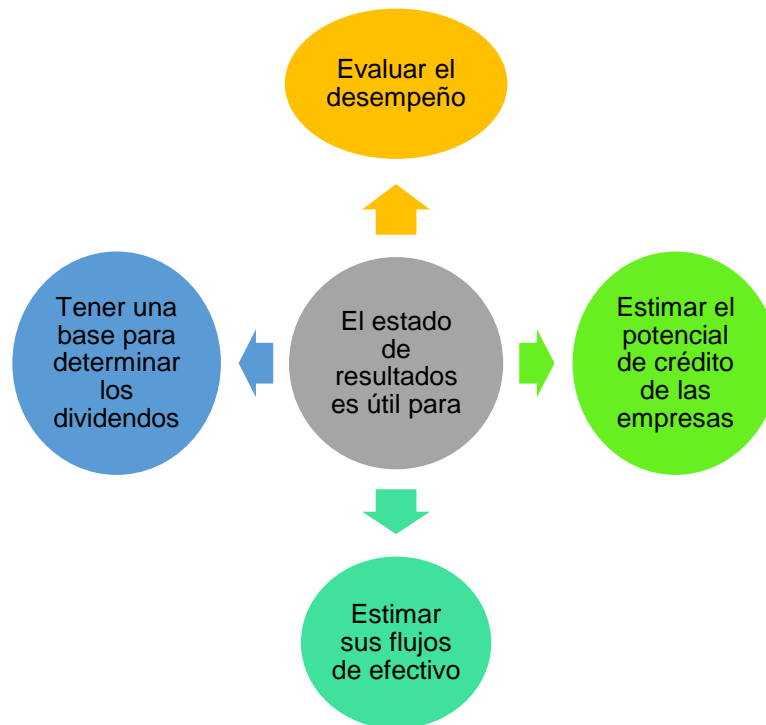 Evaluar el
desempeño
Tener una
base para
determinar
los
dividendos
El estado
de
resultados
es útil para
Estimar el
potencial
de crédito
de las
empresas
Estimar
sus flujos
de efectivo